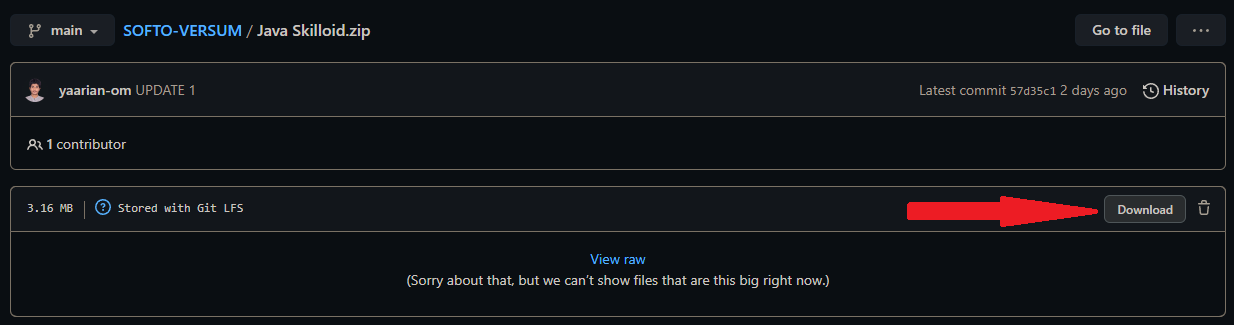 main SOFTO-VERSUM / Java Skilloid.zip Go to file ...
yaarian-om UPDATE 1 Latest commit 57d35c1 2 days ago History
1 contributor
3.16 MB ? Stored with Git LFS Download
View raw
(Sorry about that, but we can’t show files that are this big right now.)